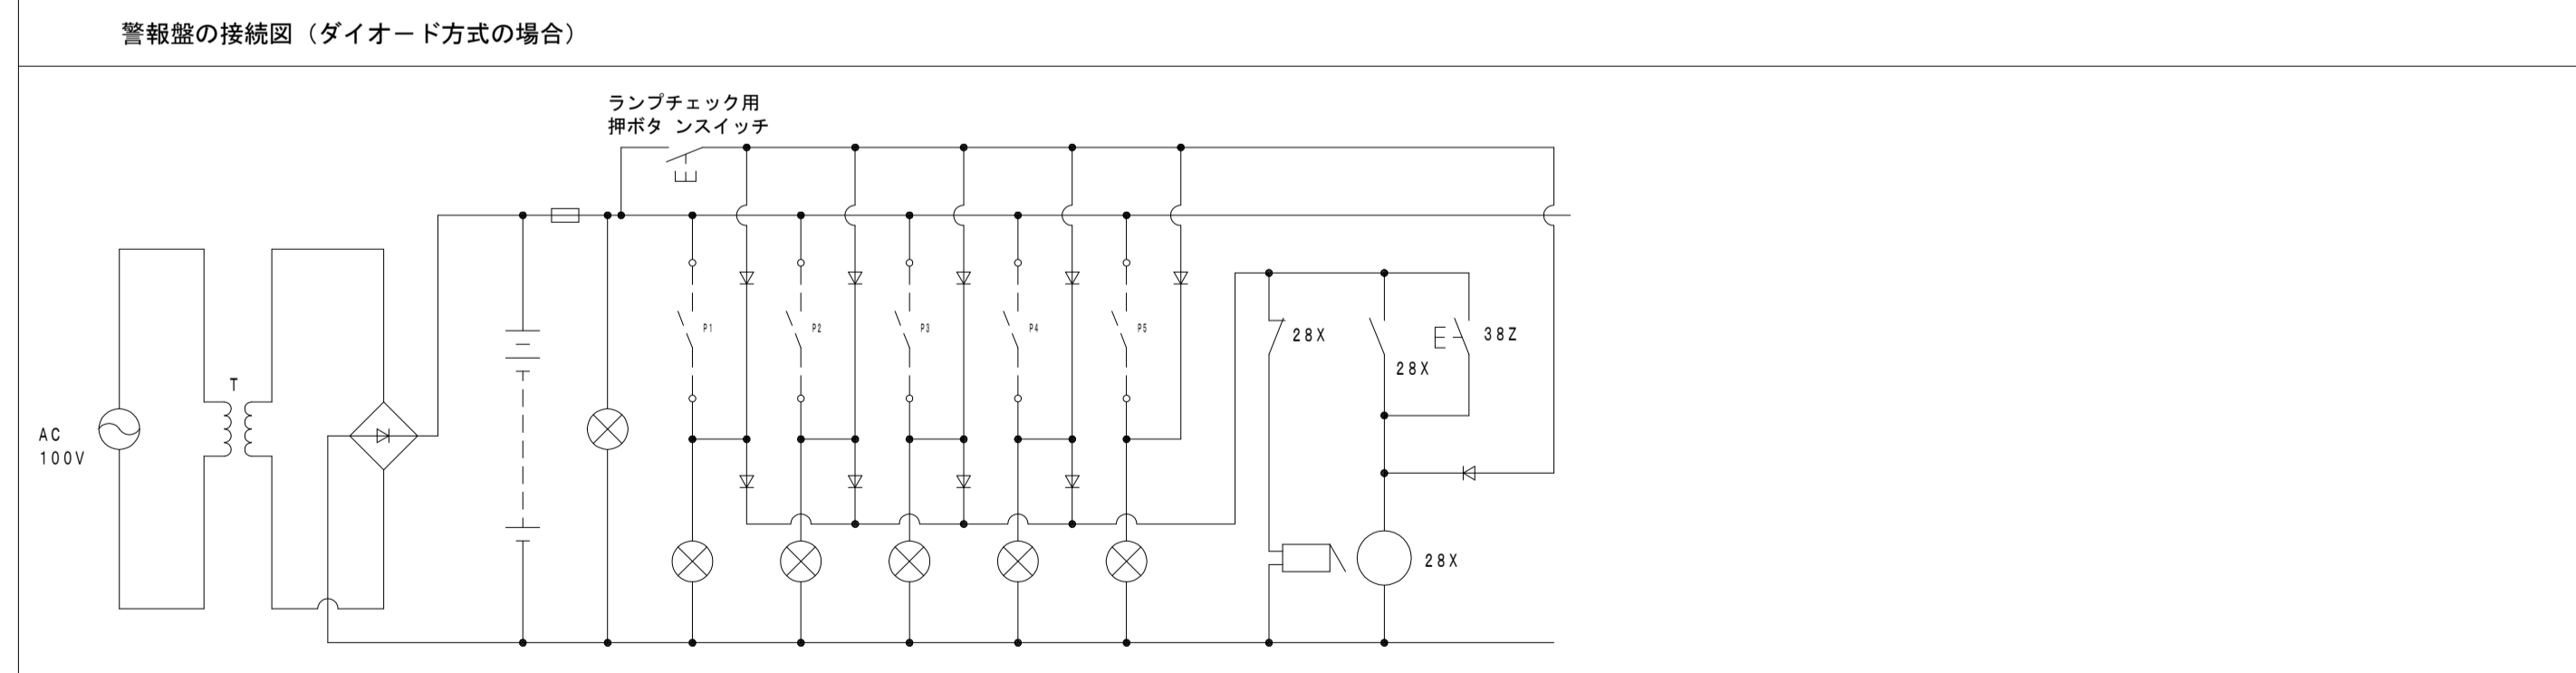 警報盤の接続図（ダイオード方式の場合）
ランプチェック用
押ボタ ンスイッチ
P1
P2
P3
P4
P5
28X
38Z
28X
T
AC
100V
28X